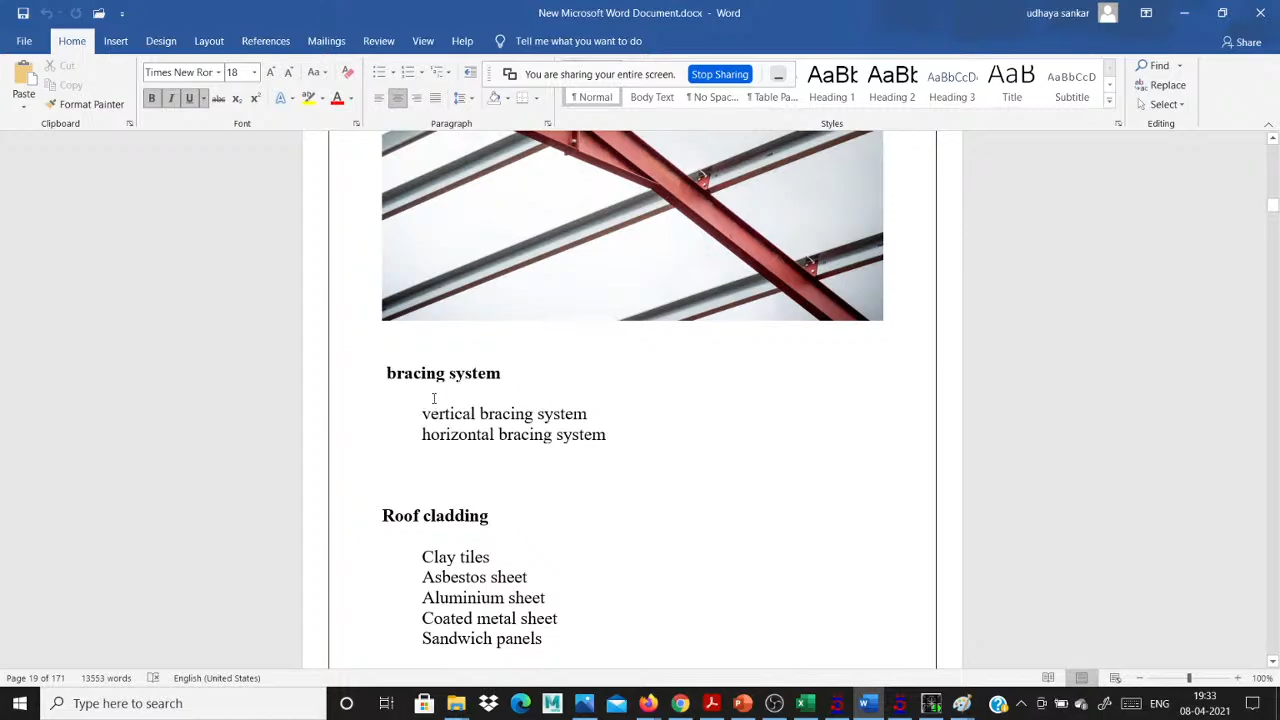 New Microsoft Word Document.docx - Word
udhaya sankar
File Home Insert Design Layout References Mailings Review View Help Tell me what you want to do
Share
Paste
Cut
Copy
Format Painter
Clipboard
Times New Ror 18
Aa
B I U abc x₂ x²
Font
Paragraph
You are sharing your entire screen. Stop Sharing
AaBb AaBb AaBbCcD AaB AaBbCcD
¶ Normal Body Text ¶ No Spac... ¶ Table Pa... Heading 1 Heading 2 Heading 3 Title Subtitle
Styles
Find
Replace
Select
Editing
bracing system
vertical bracing system
horizontal bracing system
Roof cladding
Clay tiles
Asbestos sheet
Aluminium sheet
Coated metal sheet
Sandwich panels
Page 19 of 171 13553 words English (United States) 100%
Type here to search
19:33
08-04-2021